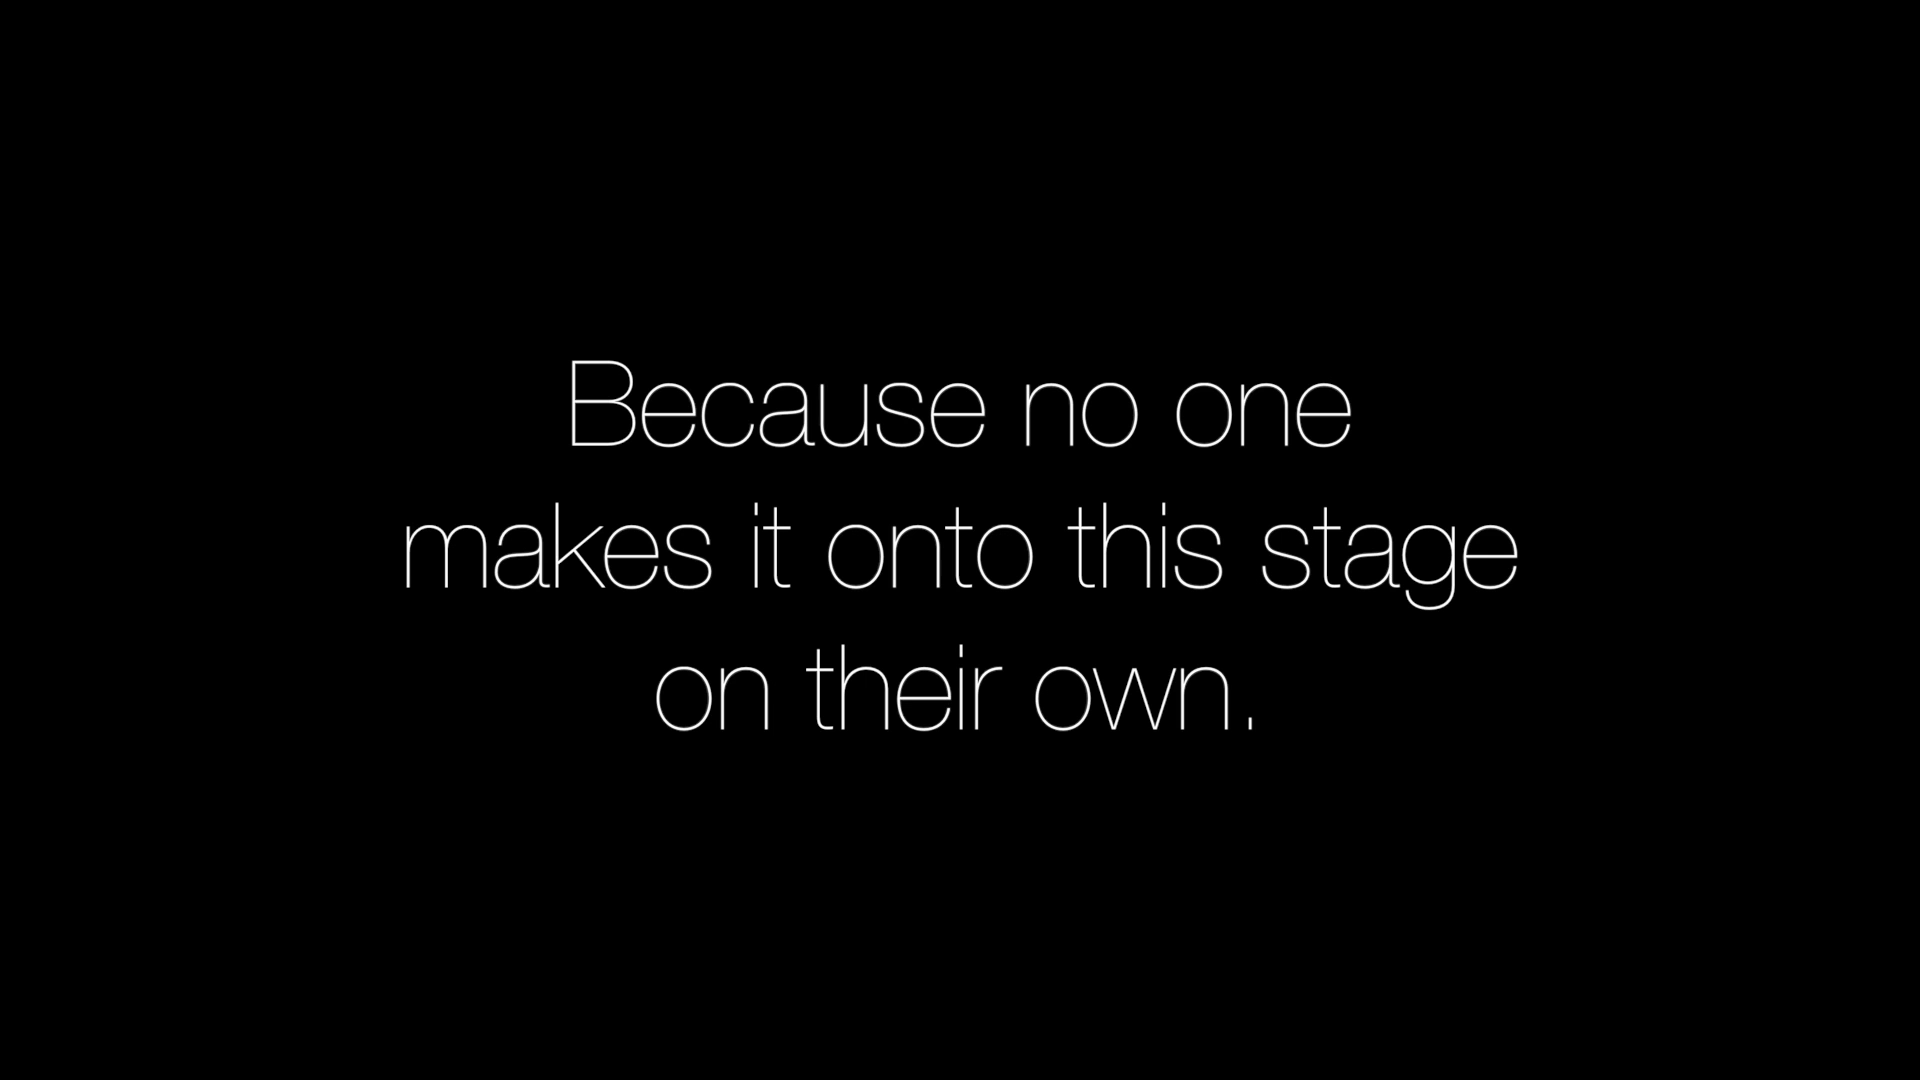 Because no one
makes it onto this stage
on their own.